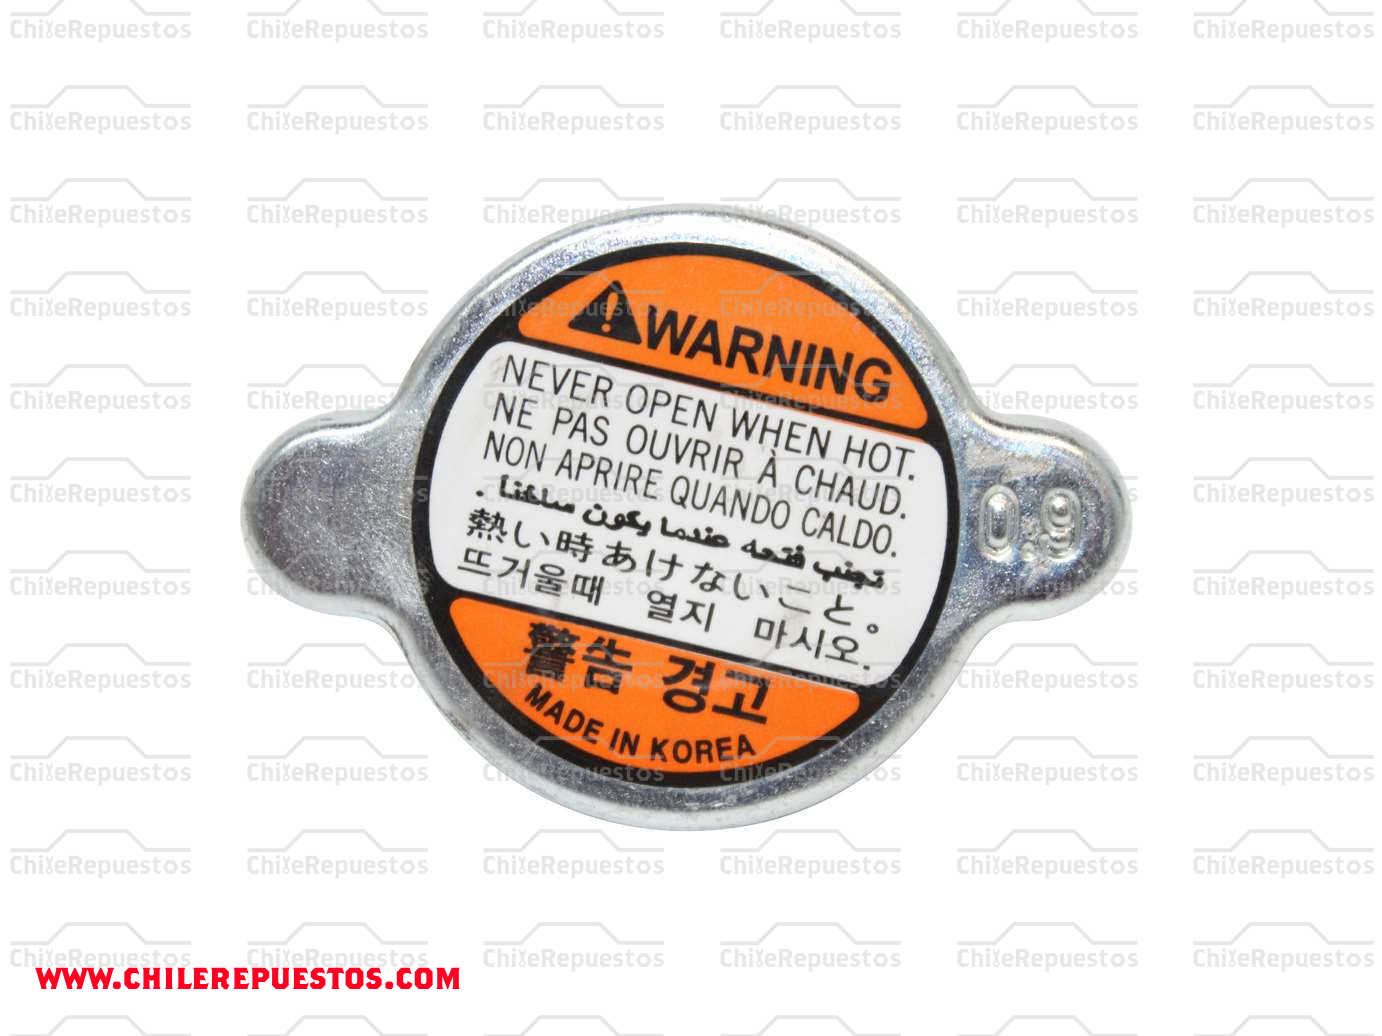 WARNING
NEVER OPEN WHEN HOT.
NE PAS OUVRIR À CHAUD.
NON APRIRE QUANDO CALDO.
تجنب فتحه عندما يكون ساخنا .
熱い時あけないこと。
뜨거울때 열지 마시오.
警告 경고
MADE IN KOREA
0.9
WWW.CHILEREPUESTOS.COM
ChileRepuestos